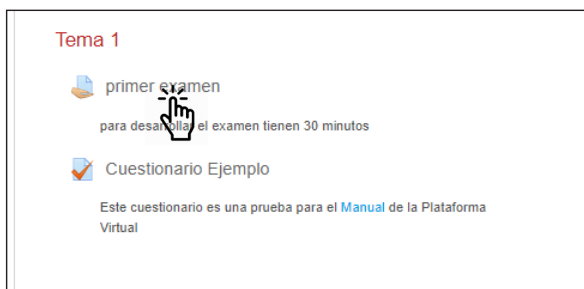 Tema 1
primer examen
para desarrollar el examen tienen 30 minutos
Cuestionario Ejemplo
Este cuestionario es una prueba para el Manual de la Plataforma
Virtual